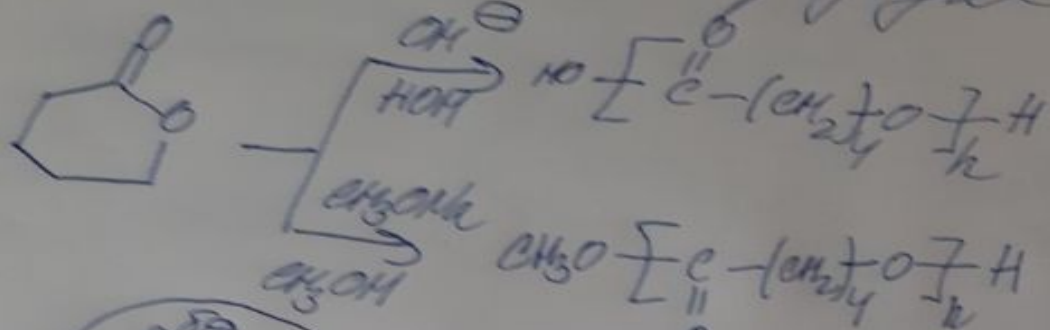 O
O
OH⊖
HOH
HO-[-C(=O)-(CH2)4-O-]n-H
CH3ONa
CH3OH
CH3O-[-C(=O)-(CH2)4-O-]n-H